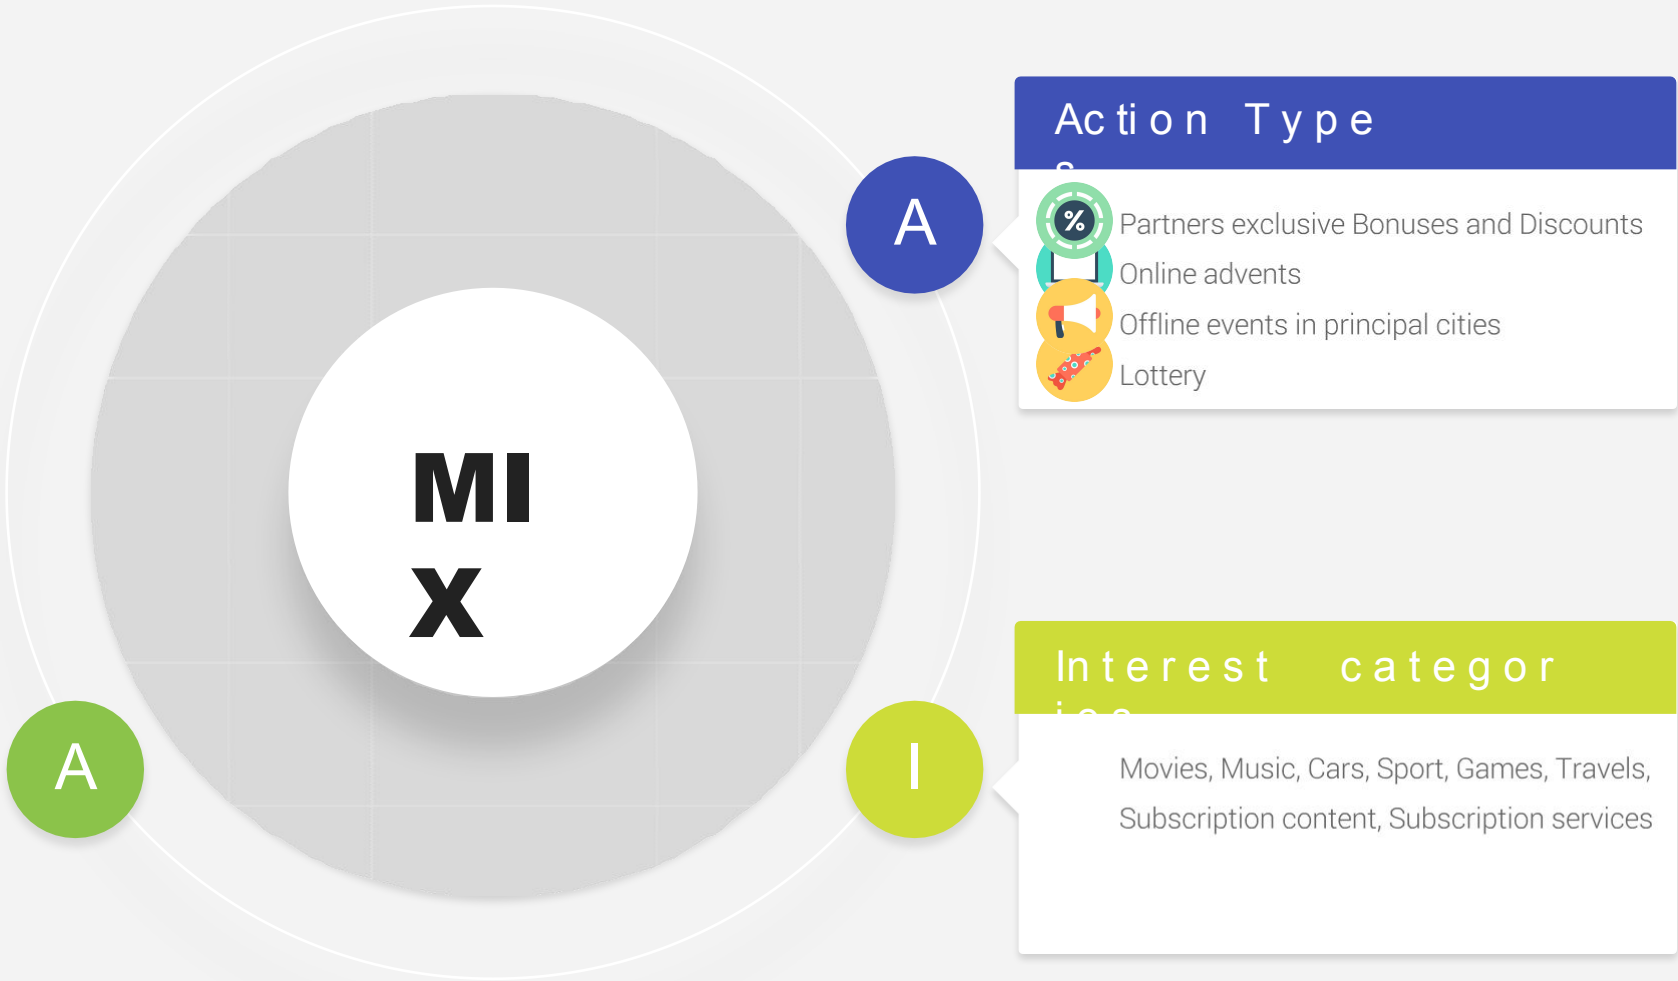 Action Type
s
A
%
Partners exclusive Bonuses and Discounts
Online advents
Offline events in principal cities
Lottery
MI
X
Interest categor
ies
A
I
Movies, Music, Cars, Sport, Games, Travels,
Subscription content, Subscription services